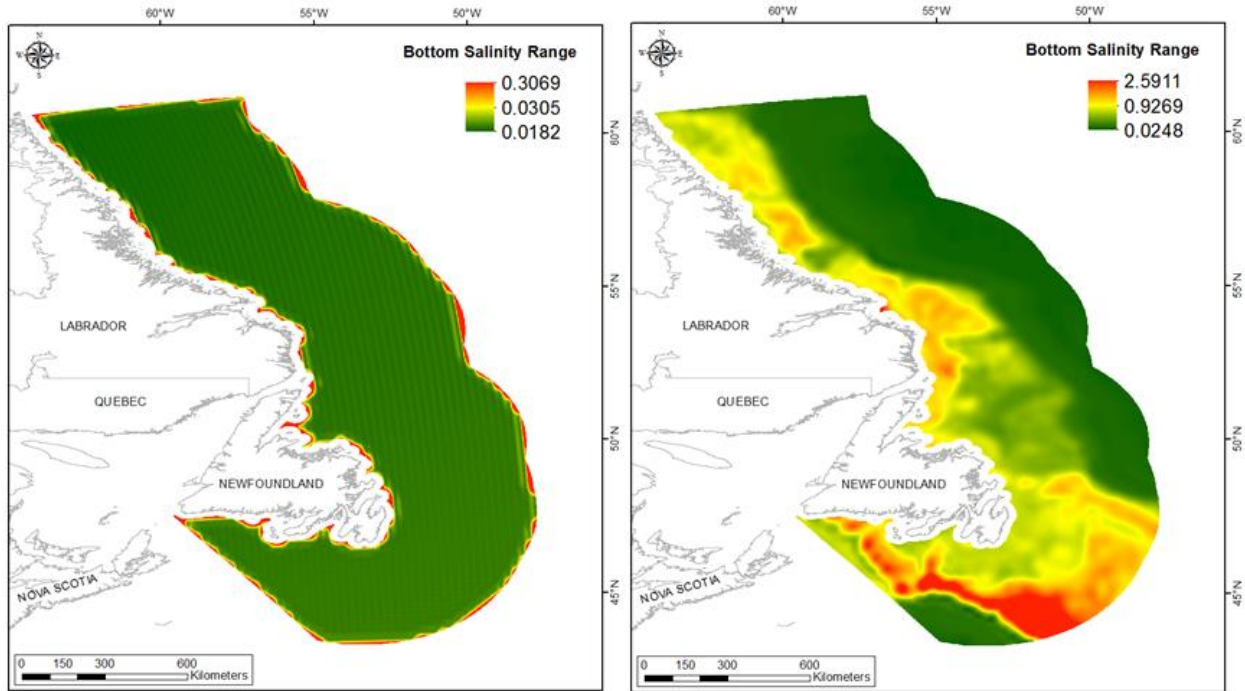 60°W 55°W 50°W
N
W E
S
Bottom Salinity Range
0.3069
0.0305
0.0182
60°N
55°N
50°N
45°N
LABRADOR
QUEBEC
NEWFOUNDLAND
NOVA SCOTIA
0 150 300 600
Kilometers
60°W 55°W 50°W
N
W E
S
Bottom Salinity Range
2.5911
0.9269
0.0248
60°N
55°N
50°N
45°N
LABRADOR
QUEBEC
NEWFOUNDLAND
NOVA SCOTIA
0 150 300 600
Kilometers